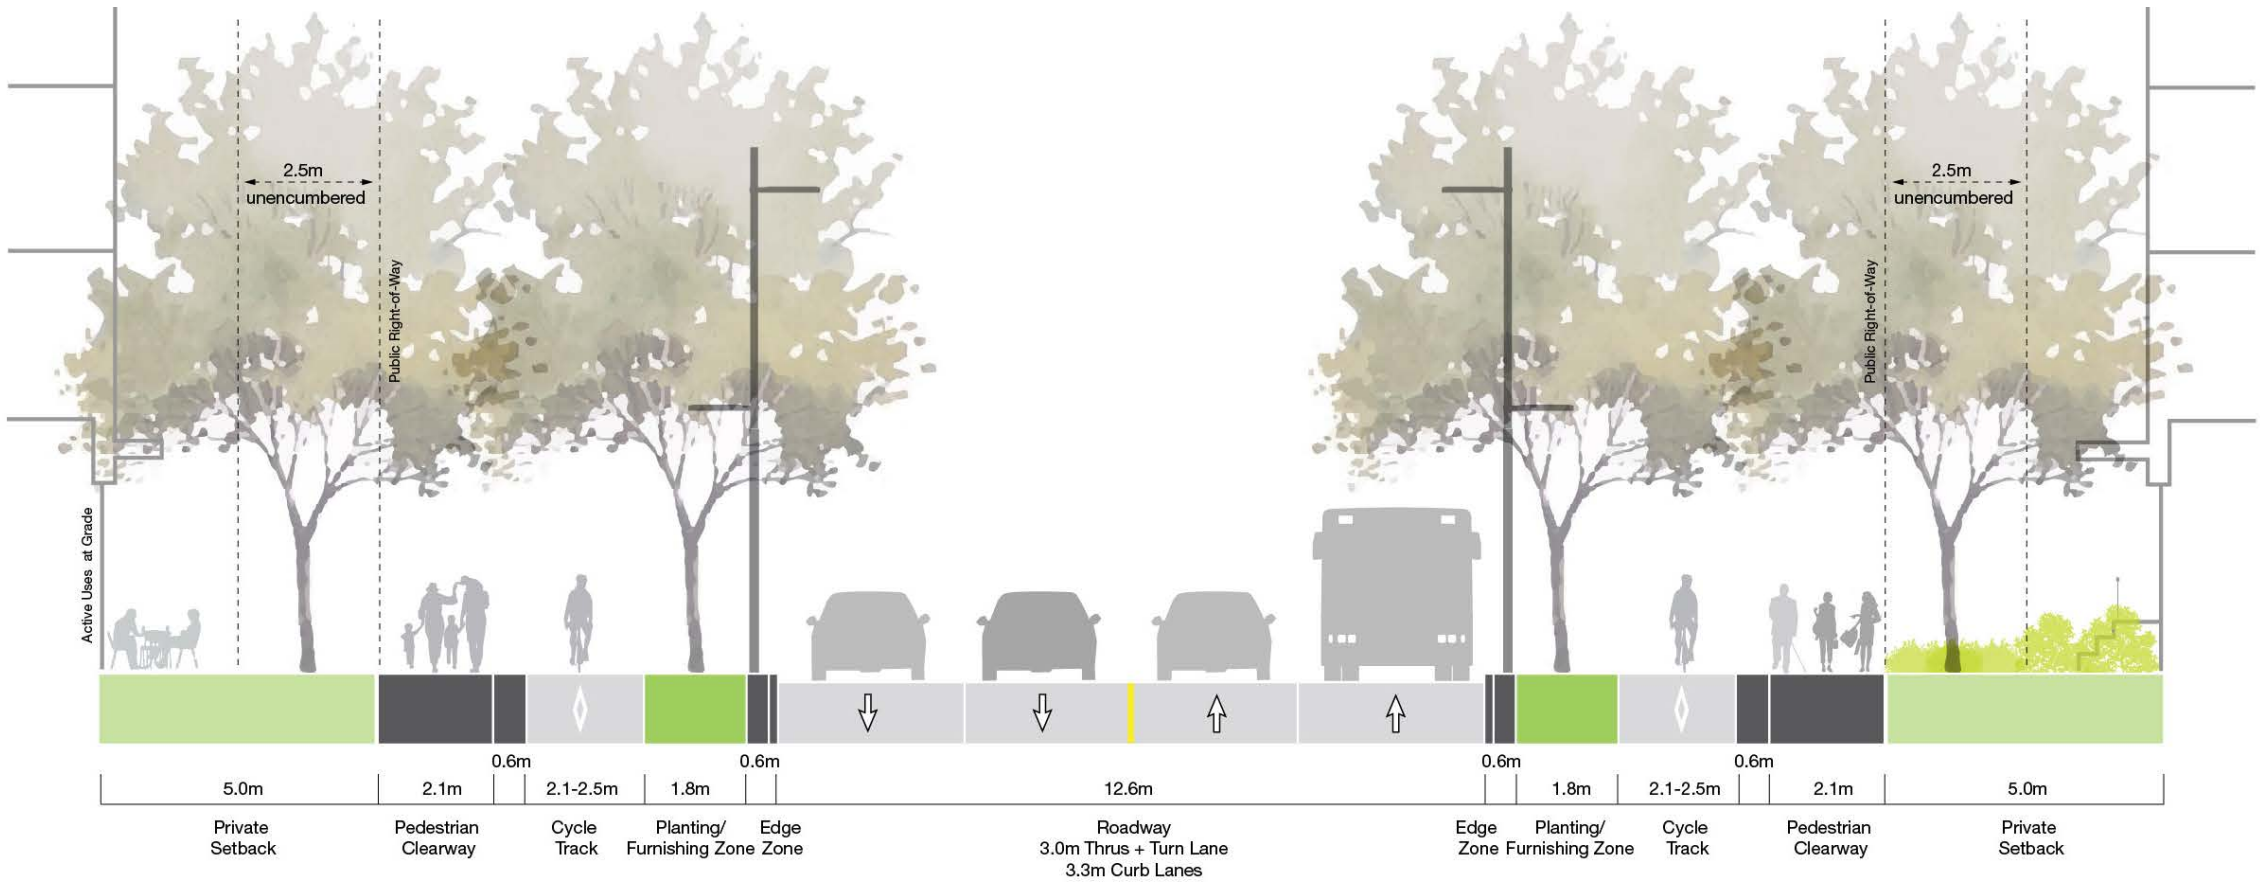 2.5m
unencumbered
2.5m
unencumbered
Public Right-of-Way
Public Right-of-Way
Active Uses at Grade
0.6m
0.6m
0.6m
0.6m
5.0m
2.1m
2.1-2.5m
1.8m
12.6m
1.8m
2.1-2.5m
2.1m
5.0m
Private
Setback
Pedestrian
Clearway
Cycle
Track
Planting/
Furnishing Zone
Edge
Zone
Roadway
3.0m Thrus + Turn Lane
3.3m Curb Lanes
Edge
Zone
Planting/
Furnishing Zone
Cycle
Track
Pedestrian
Clearway
Private
Setback